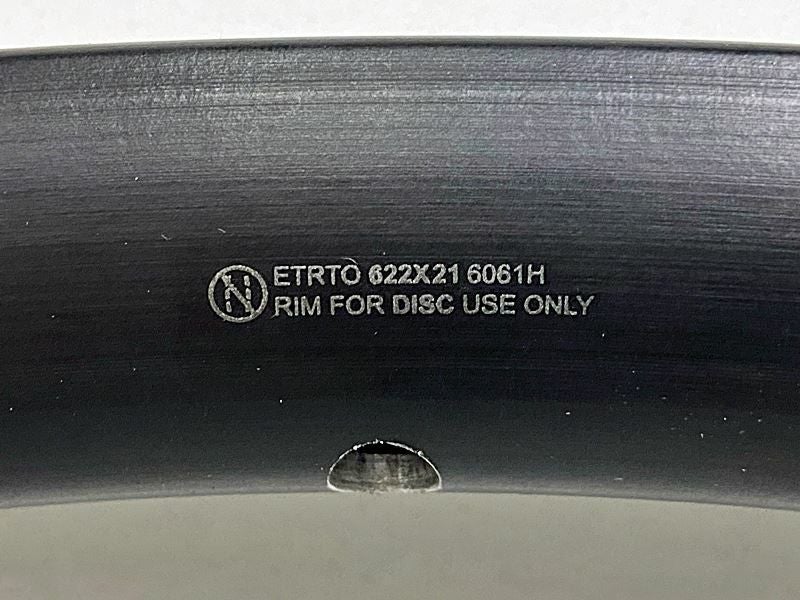 ETRTO 622X21 6061H
RIM FOR DISC USE ONLY